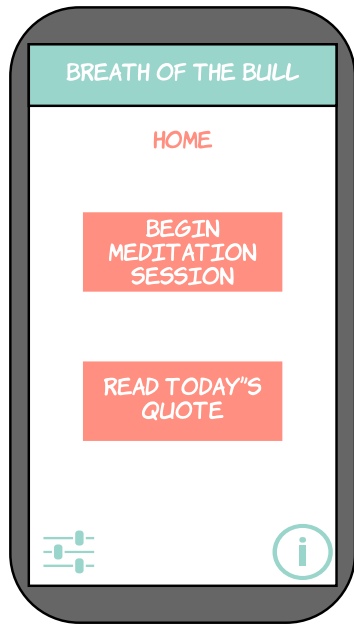 BREATH OF THE BULL
HOME
BEGIN
MEDITATION
SESSION
READ TODAY"S
QUOTE
i